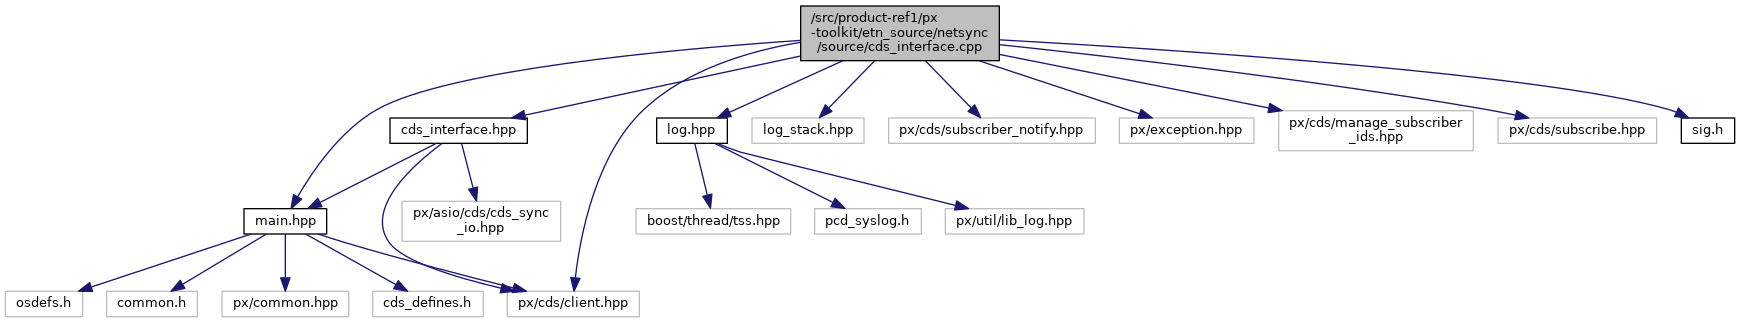 /src/product-ref1/px
-toolkit/etn_source/netsync
/source/cds_interface.cpp
cds_interface.hpp
log.hpp
log_stack.hpp
px/cds/subscriber_notify.hpp
px/exception.hpp
px/cds/manage_subscriber
_ids.hpp
px/cds/subscribe.hpp
sig.h
main.hpp
px/asio/cds/cds_sync
_io.hpp
boost/thread/tss.hpp
pcd_syslog.h
px/util/lib_log.hpp
osdefs.h
common.h
px/common.hpp
cds_defines.h
px/cds/client.hpp